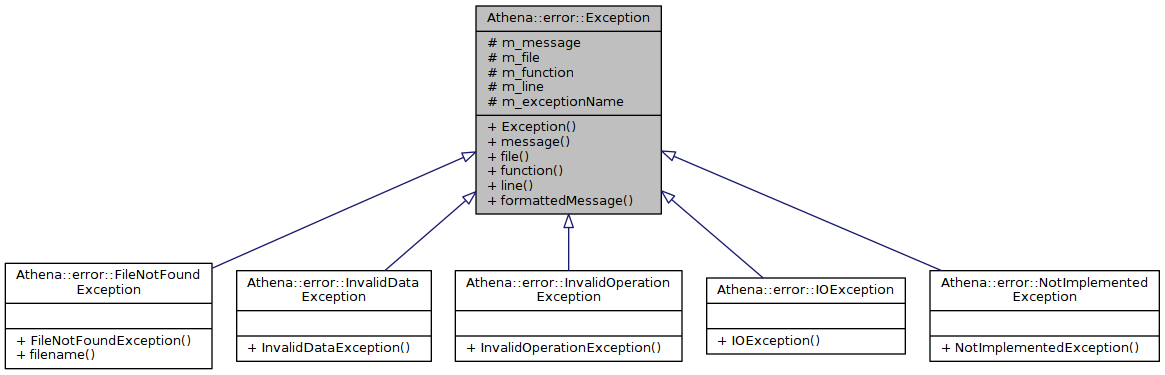 Athena::error::Exception
# m_message
# m_file
# m_function
# m_line
# m_exceptionName
+ Exception()
+ message()
+ file()
+ function()
+ line()
+ formattedMessage()
Athena::error::FileNotFound
Exception
+ FileNotFoundException()
+ filename()
Athena::error::InvalidData
Exception
+ InvalidDataException()
Athena::error::InvalidOperation
Exception
+ InvalidOperationException()
Athena::error::IOException
+ IOException()
Athena::error::NotImplemented
Exception
+ NotImplementedException()